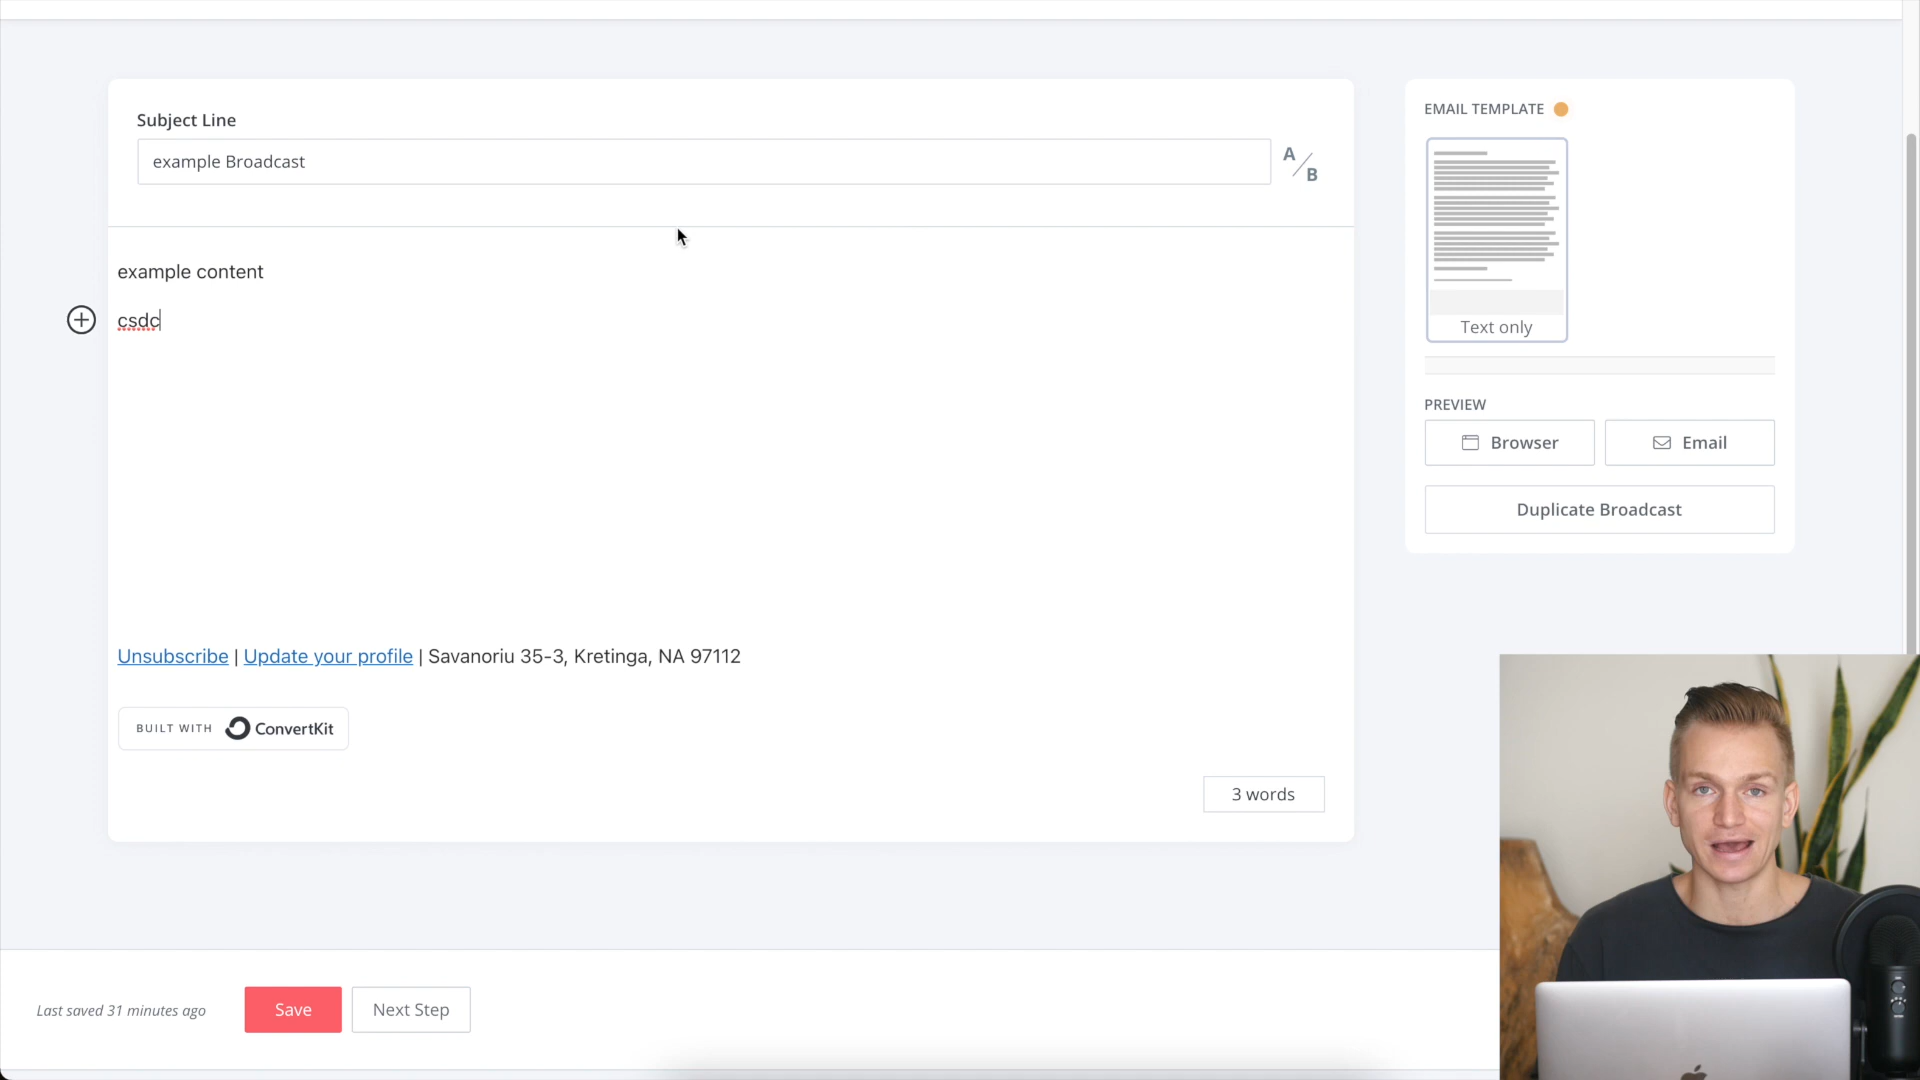 Subject Line
example Broadcast
A/B
example content
csdc
Unsubscribe | Update your profile | Savanoriu 35-3, Kretinga, NA 97112
BUILT WITH ConvertKit
3 words
Last saved 31 minutes ago
Save
Next Step
EMAIL TEMPLATE
Text only
PREVIEW
Browser
Email
Duplicate Broadcast